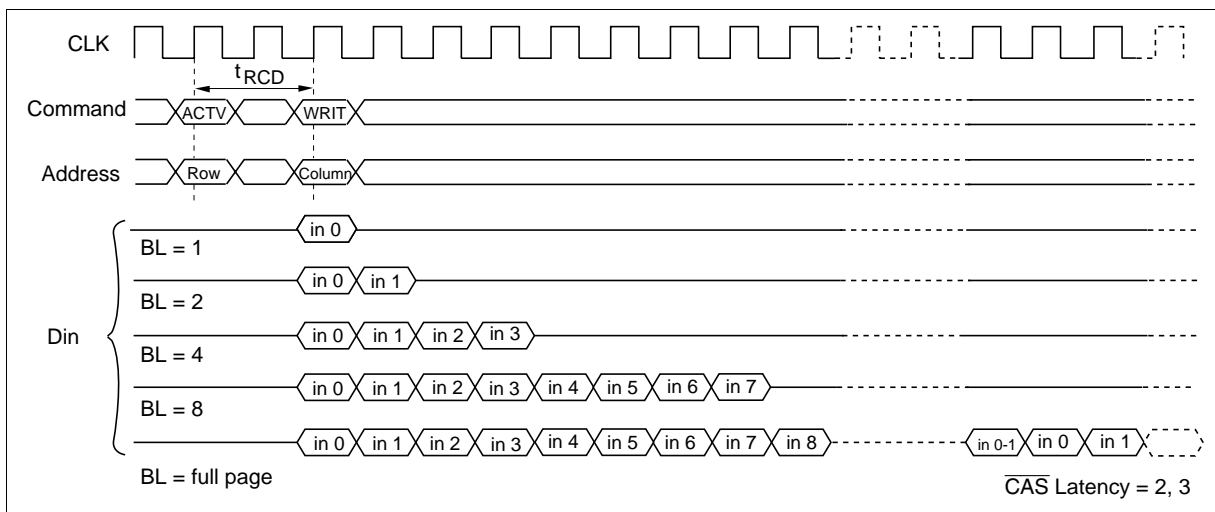 CLK
tRCD
Command ACTV WRIT
Address Row Column
in 0
BL = 1
in 0 in 1
BL = 2
Din
in 0 in 1 in 2 in 3
BL = 4
in 0 in 1 in 2 in 3 in 4 in 5 in 6 in 7
BL = 8
in 0 in 1 in 2 in 3 in 4 in 5 in 6 in 7 in 8 in 0-1 in 0 in 1
BL = full page
CAS Latency = 2, 3